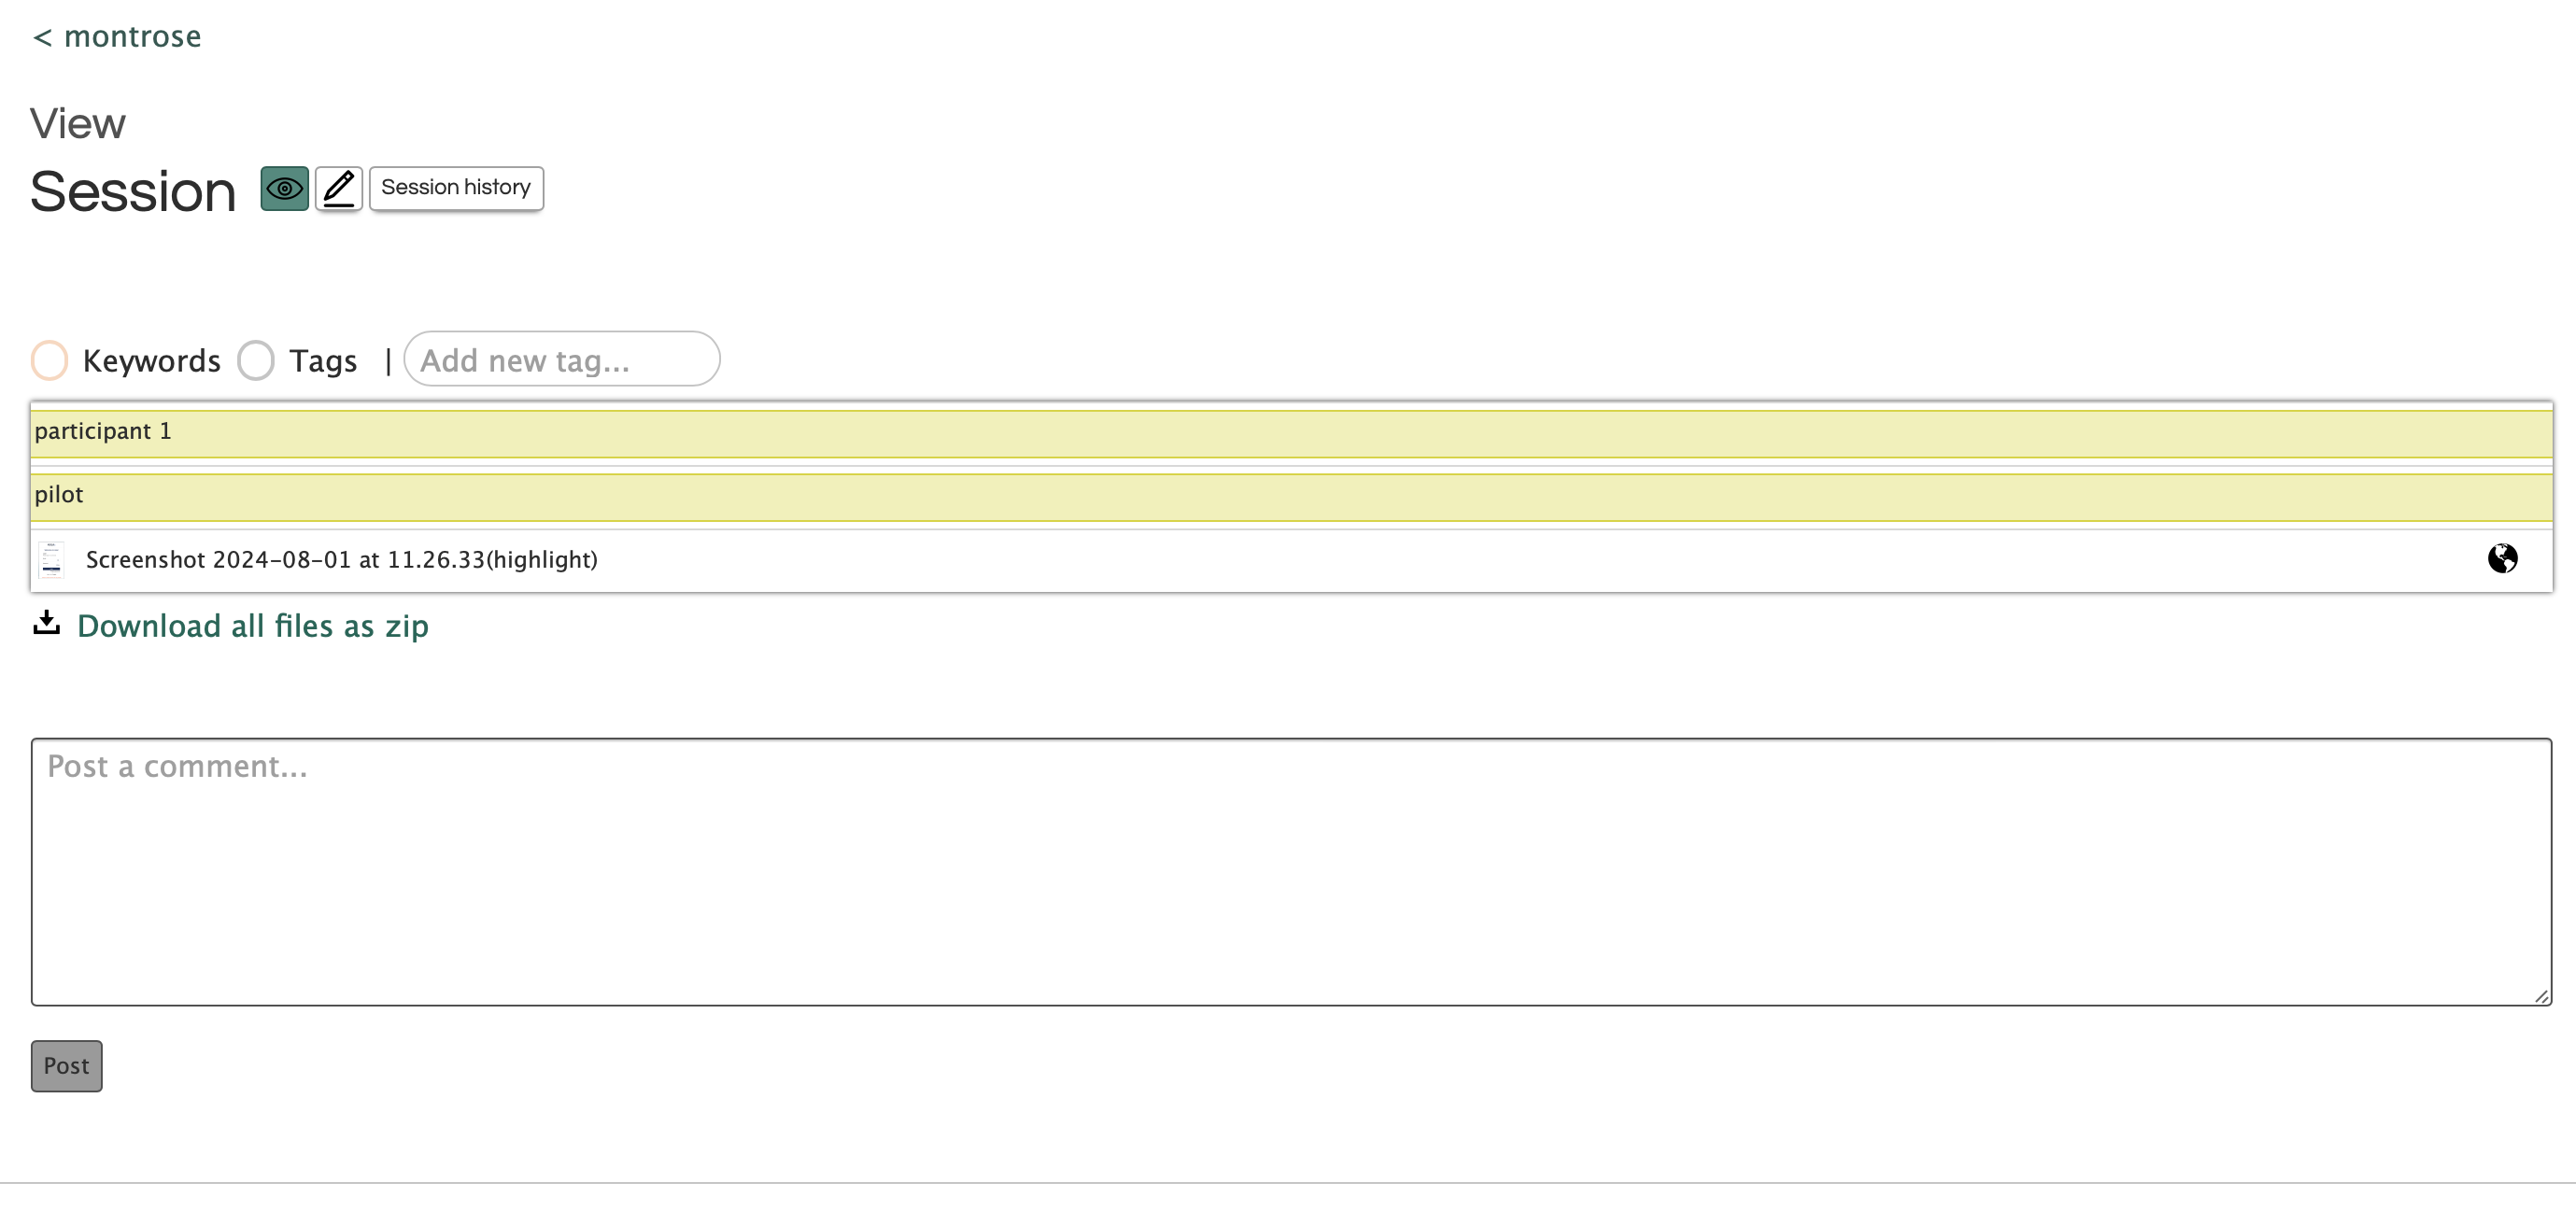 < montrose
View
Session Session history
Keywords Tags | Add new tag...
participant 1
pilot
Screenshot 2024-08-01 at 11.26.33(highlight)
Download all files as zip
Post a comment...
Post